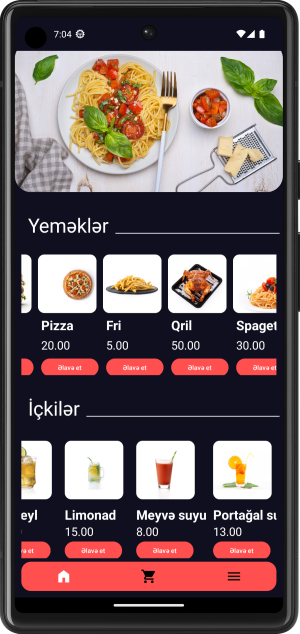 7:04
Yeməklər
Pizza Fri Qril Spaget
20.00 5.00 50.00 30.00
Əlavə et Əlavə et Əlavə et Əlavə et
İçkilər
eyl Limonad Meyvə suyu Portağal su
15.00 8.00 13.00
ə et Əlavə et Əlavə et Əlavə et